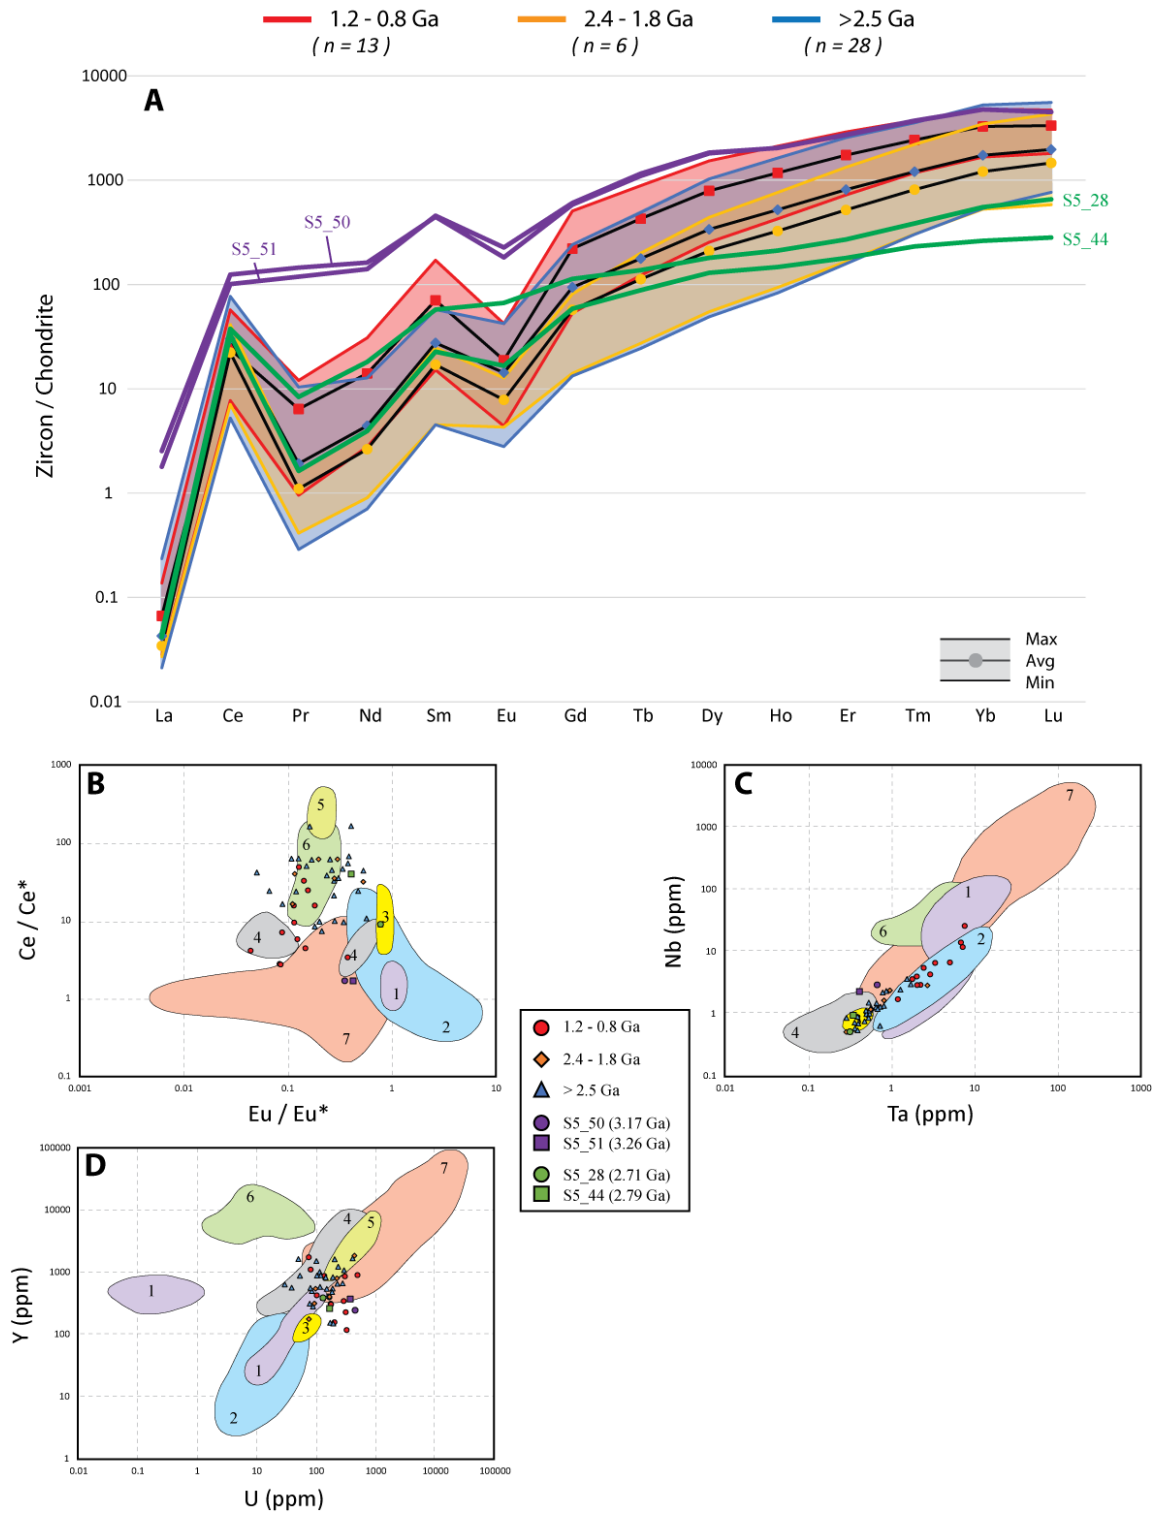 1.2 - 0.8 Ga 2.4 - 1.8 Ga >2.5 Ga
( n = 13 ) ( n = 6 ) ( n = 28 )
A
Zircon / Chondrite
10000
1000
100
10
1
0.1
0.01
S5_51
S5_50
S5_28
S5_44
Max
Avg
Min
La Ce Pr Nd Sm Eu Gd Tb Dy Ho Er Tm Yb Lu
B
Ce / Ce*
1000
100
10
1
0.1
5
6
4
3
4
1
2
7
0.001 0.01 0.1 1 10
Eu / Eu*
C
Nb (ppm)
10000
1000
100
10
1
0.1
7
1
6
2
4
0.01 0.1 1 10 100 1000
Ta (ppm)
1.2 - 0.8 Ga
2.4 - 1.8 Ga
> 2.5 Ga
S5_50 (3.17 Ga)
S5_51 (3.26 Ga)
S5_28 (2.71 Ga)
S5_44 (2.79 Ga)
D
Y (ppm)
100000
10000
1000
100
10
1
7
6
4
5
1
3
1
2
0.01 0.1 1 10 100 1000 10000 100000
U (ppm)